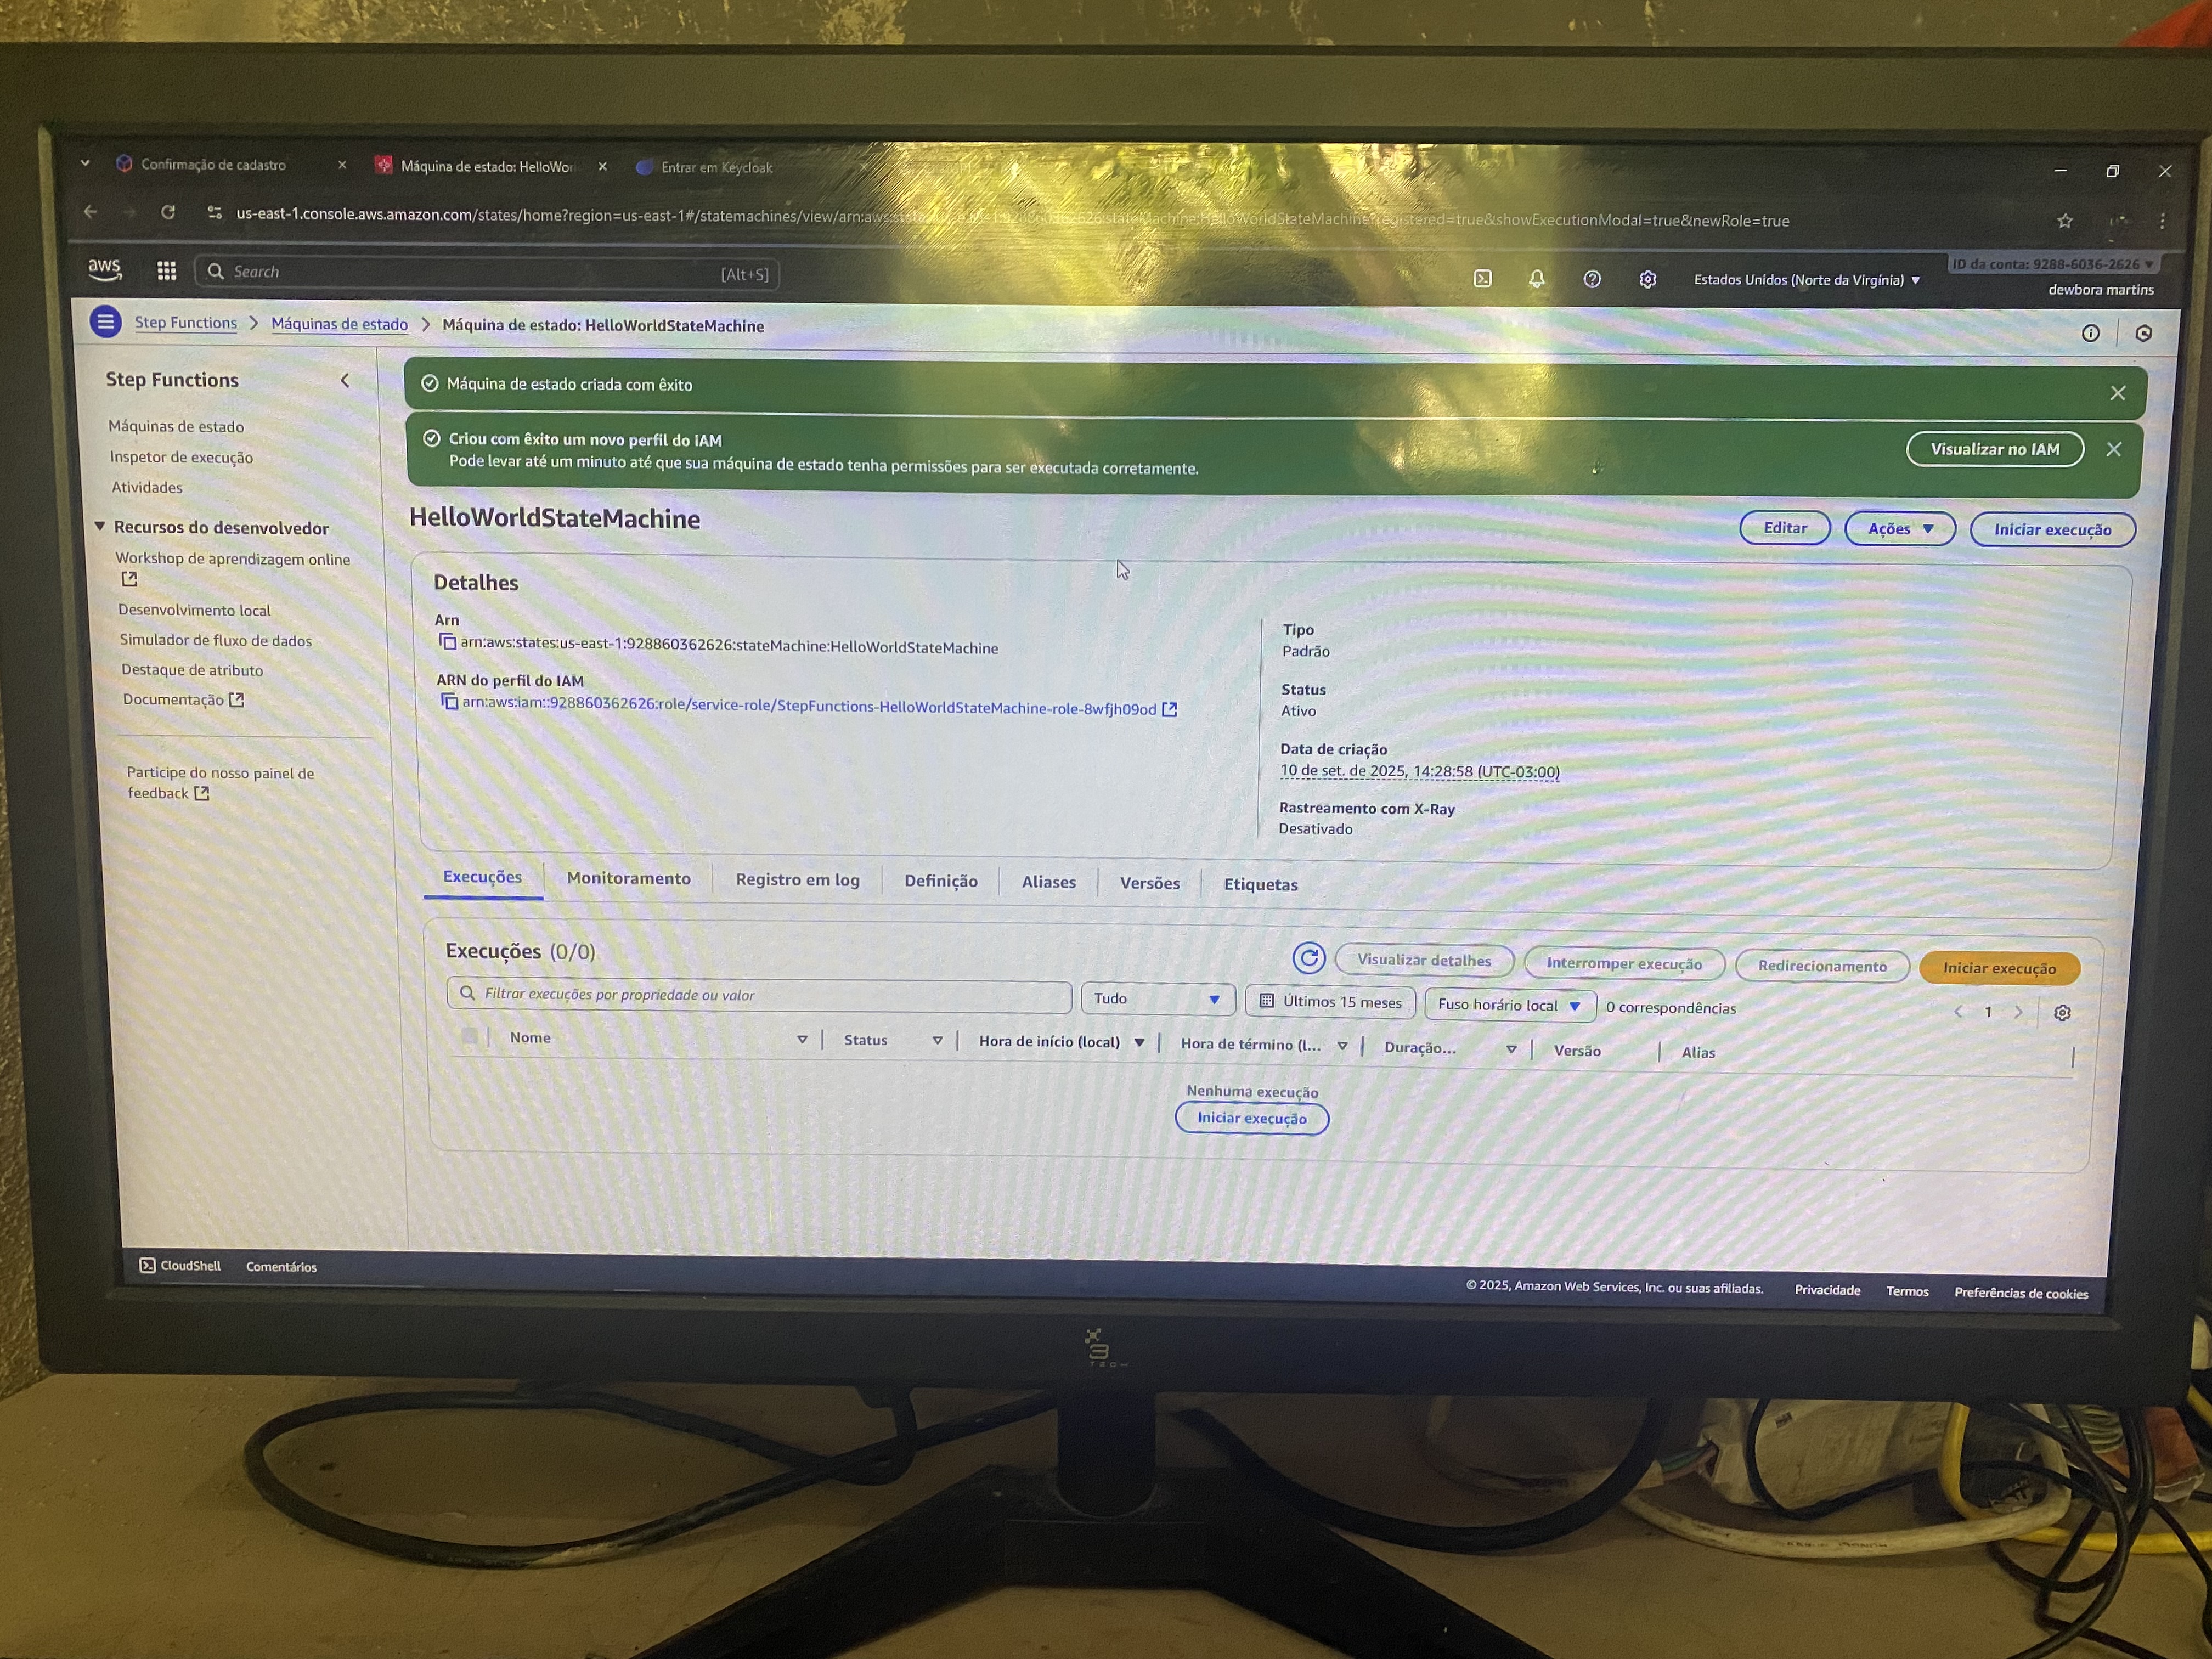 Confirmação de cadastro
Máquina de estado: HelloWor
Entrar em Keycloak
us-east-1.console.aws.amazon.com/states/home?region=us-east-1#/statemachines/view/arn:aws:
HelloWorldStateMachine?registered=true&showExecutionModal=true&newRole=true
aws
Search
[Alt+S]
Estados Unidos (Norte da Virgínia)
ID da conta: 9288-6036-2626
dewbora martins
Step Functions > Máquinas de estado > Máquina de estado: HelloWorldStateMachine
Step Functions
Máquinas de estado
Inspetor de execução
Atividades
Recursos do desenvolvedor
Workshop de aprendizagem online
Desenvolvimento local
Simulador de fluxo de dados
Destaque de atributo
Documentação
Participe do nosso painel de
feedback
Máquina de estado criada com êxito
Criou com êxito um novo perfil do IAM
Pode levar até um minuto até que sua máquina de estado tenha permissões para ser executada corretamente.
Visualizar no IAM
HelloWorldStateMachine
Editar
Ações
Iniciar execução
Detalhes
Arn
arn:aws:states:us-east-1:928860362626:stateMachine:HelloWorldStateMachine
ARN do perfil do IAM
arn:aws:iam::928860362626:role/service-role/StepFunctions-HelloWorldStateMachine-role-8wfjh09od
Tipo
Padrão
Status
Ativo
Data de criação
10 de set. de 2025, 14:28:58 (UTC-03:00)
Rastreamento com X-Ray
Desativado
Execuções
Monitoramento
Registro em log
Definição
Aliases
Versões
Etiquetas
Execuções (0/0)
Visualizar detalhes
Interromper execução
Redirecionamento
Iniciar execução
Filtrar execuções por propriedade ou valor
Tudo
Últimos 15 meses
Fuso horário local
0 correspondências
1
Nome
Status
Hora de início (local)
Hora de término (l...
Duração...
Versão
Alias
Nenhuma execução
Iniciar execução
CloudShell
Comentários
© 2025, Amazon Web Services, Inc. ou suas afiliadas.
Privacidade
Termos
Preferências de cookies
3
TECH